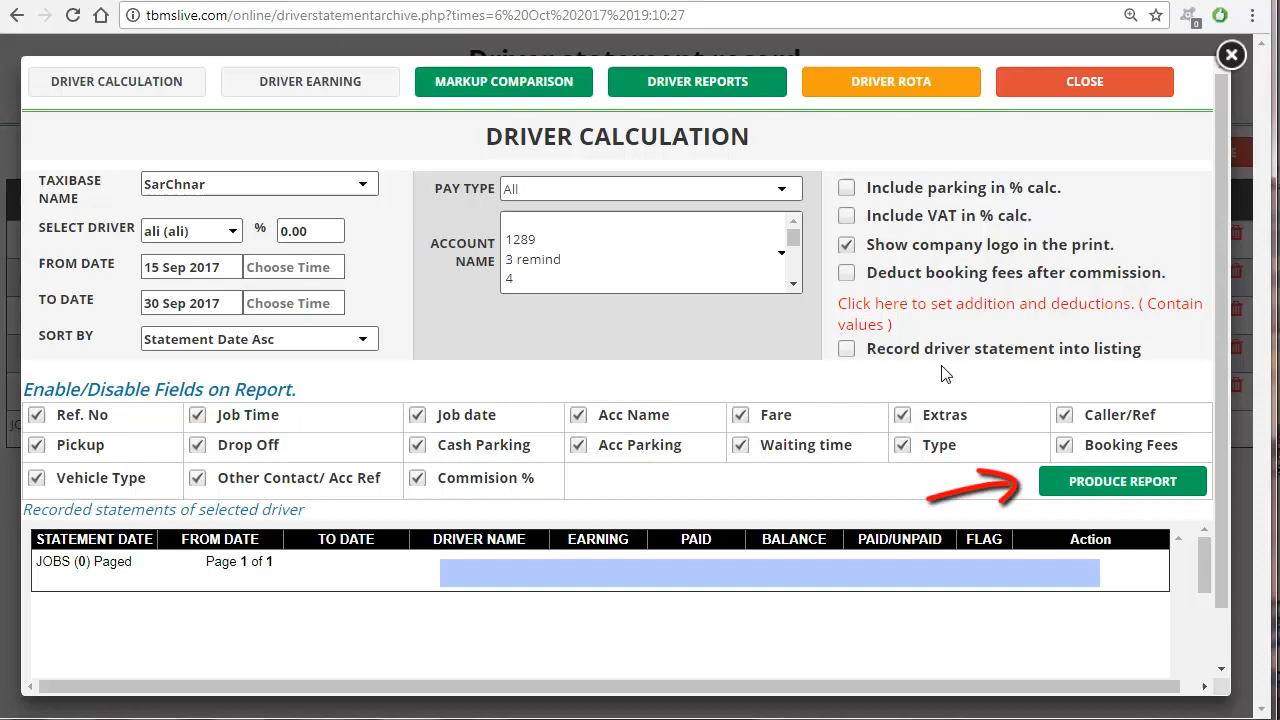 tbmslive.com/online/driverstatementarchive.php?times=6%20Oct%202017%2019:10:27
0
DRIVER CALCULATION
DRIVER EARNING
MARKUP COMPARISON
DRIVER REPORTS
DRIVER ROTA
CLOSE
DRIVER CALCULATION
TAXIBASE NAME SarChnar
SELECT DRIVER ali (ali) % 0.00
FROM DATE 15 Sep 2017 Choose Time
TO DATE 30 Sep 2017 Choose Time
SORT BY Statement Date Asc
PAY TYPE All
ACCOUNT NAME
1289
3 remind
4
Include parking in % calc.
Include VAT in % calc.
Show company logo in the print.
Deduct booking fees after commission.
Click here to set addition and deductions. ( Contain
values )
Record driver statement into listing
Enable/Disable Fields on Report.
Ref. No Job Time Job date Acc Name Fare Extras Caller/Ref
Pickup Drop Off Cash Parking Acc Parking Waiting time Type Booking Fees
Vehicle Type Other Contact/ Acc Ref Commision %
PRODUCE REPORT
Recorded statements of selected driver
STATEMENT DATE FROM DATE TO DATE DRIVER NAME EARNING PAID BALANCE PAID/UNPAID FLAG Action
JOBS (0) Paged Page 1 of 1